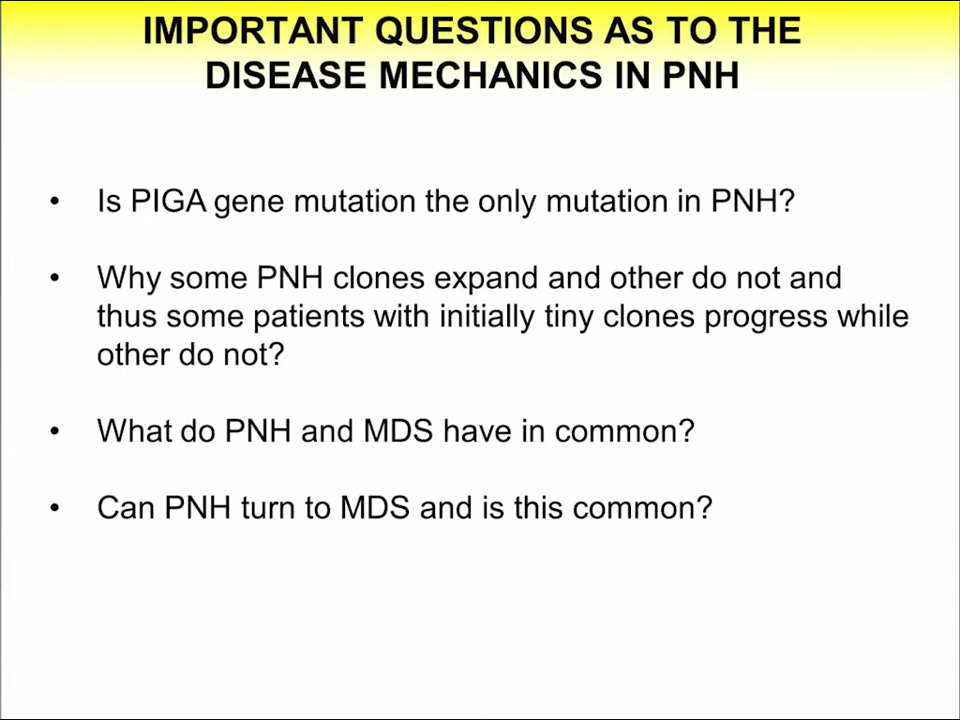 IMPORTANT QUESTIONS AS TO THE
DISEASE MECHANICS IN PNH
• Is PIGA gene mutation the only mutation in PNH?
• Why some PNH clones expand and other do not and
thus some patients with initially tiny clones progress while
other do not?
• What do PNH and MDS have in common?
• Can PNH turn to MDS and is this common?